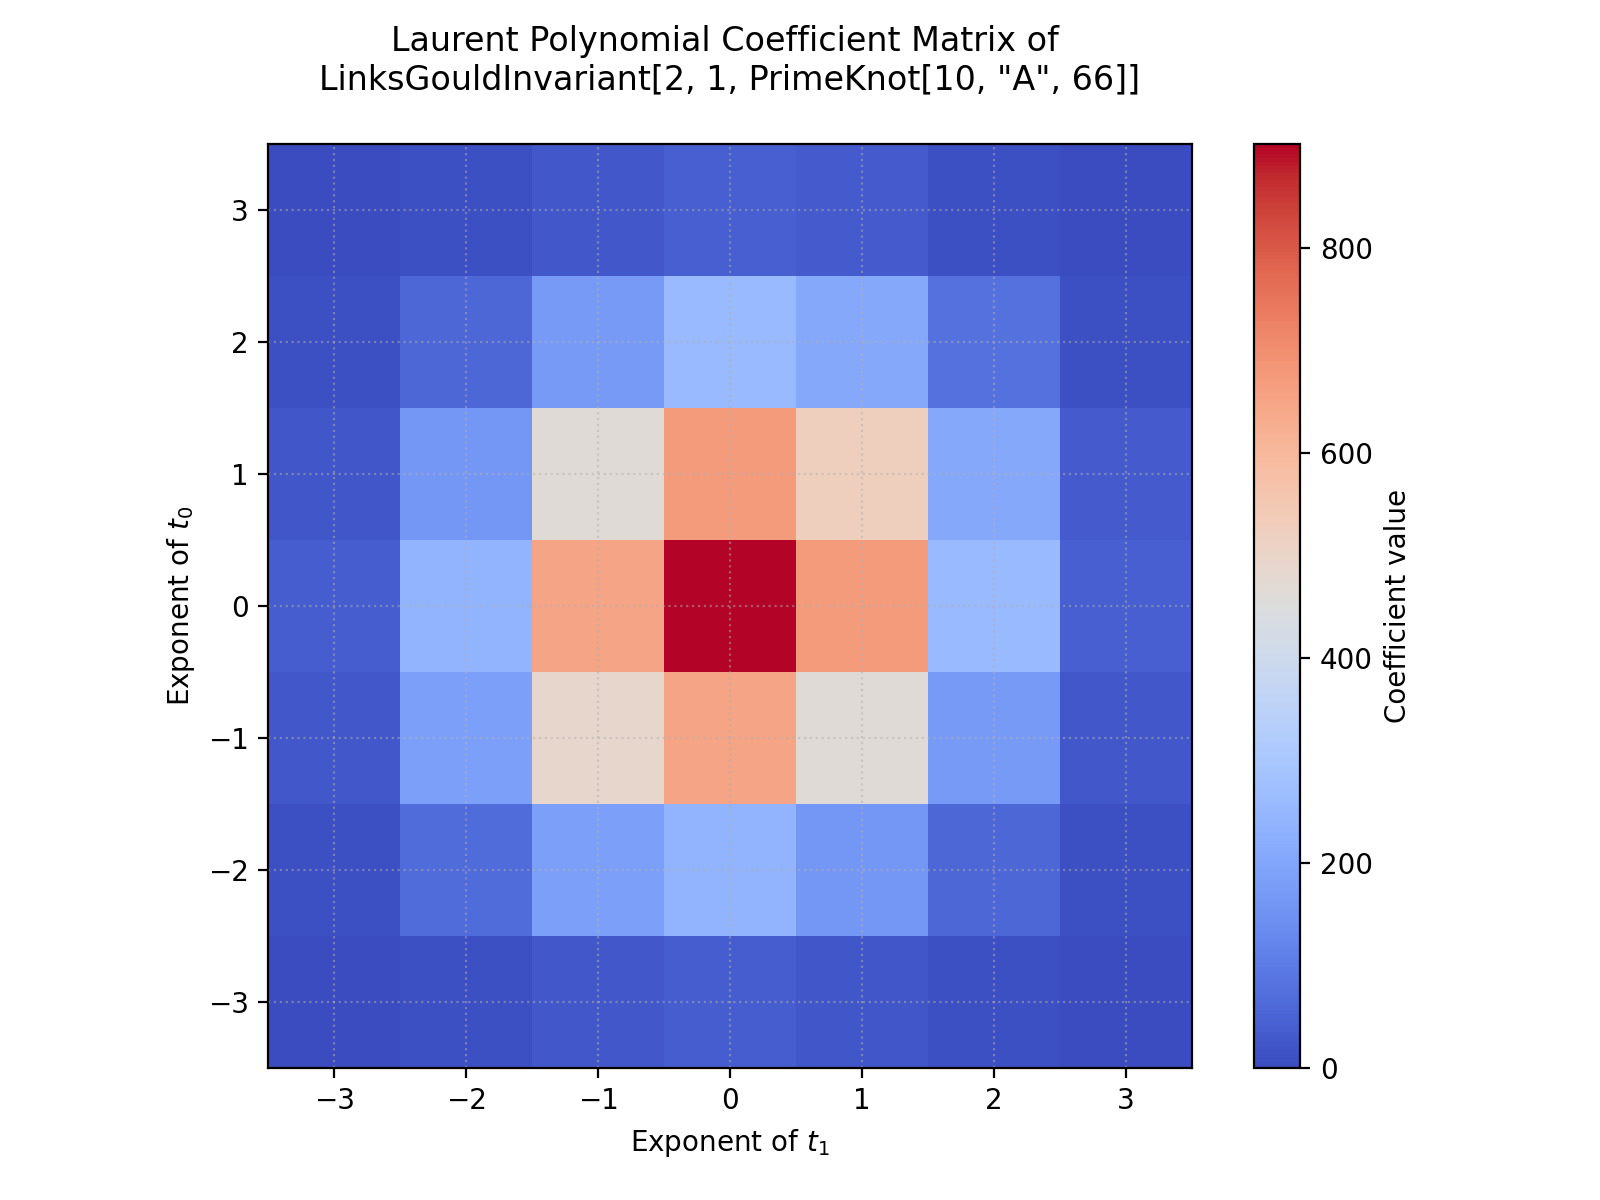 Laurent Polynomial Coefficient Matrix of
LinksGouldInvariant[2, 1, PrimeKnot[10, "A", 66]]
3
2
1
0
−1
−2
−3
Exponent of t₀
−3 −2 −1 0 1 2 3
Exponent of t₁
800
600
400
200
0
Coefficient value